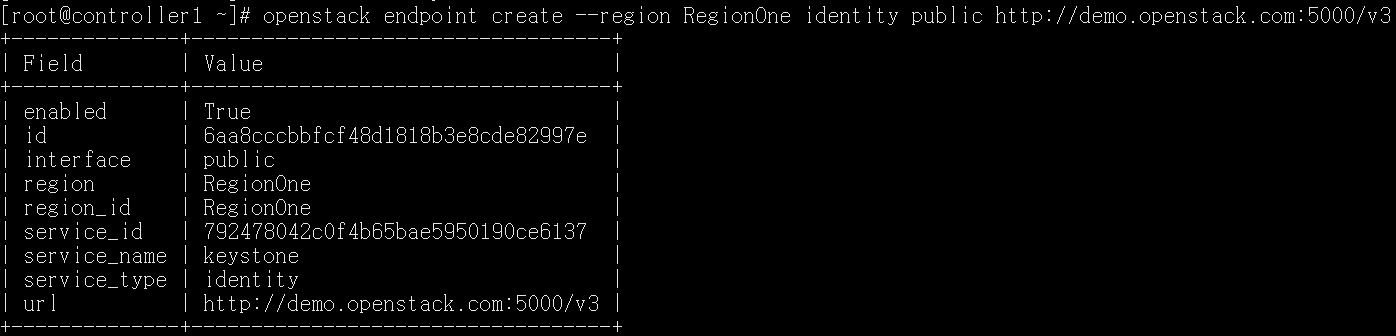 [root@controller1 ~]# openstack endpoint create --region RegionOne identity public http://demo.openstack.com:5000/v3
+--------------+----------------------------------+
| Field        | Value                            |
+--------------+----------------------------------+
| enabled      | True                             |
| id           | 6aa8cccbbfcf48d1818b3e8cde82997e |
| interface    | public                           |
| region       | RegionOne                        |
| region_id    | RegionOne                        |
| service_id   | 792478042c0f4b65bae5950190ce6137 |
| service_name | keystone                         |
| service_type | identity                         |
| url          | http://demo.openstack.com:5000/v3 |
+--------------+----------------------------------+